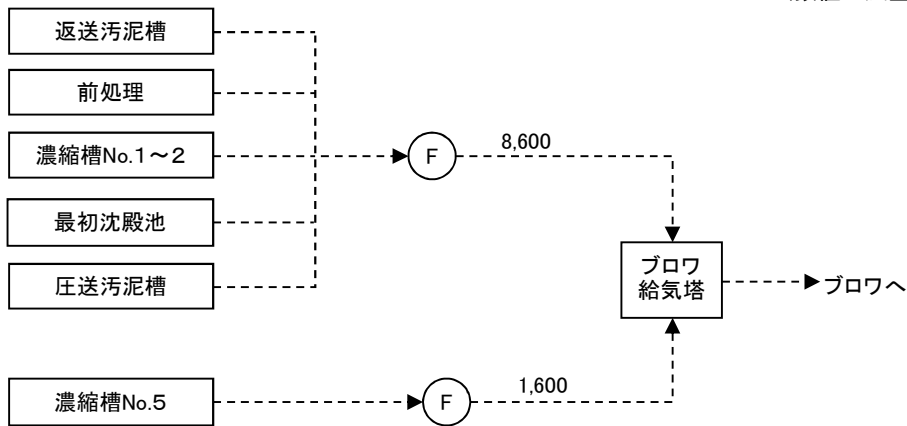 返送汚泥槽
前処理
濃縮槽No.1～2
F
8,600
最初沈殿池
圧送汚泥槽
ブロワ
給気塔
ブロワへ
濃縮槽No.5
F
1,600